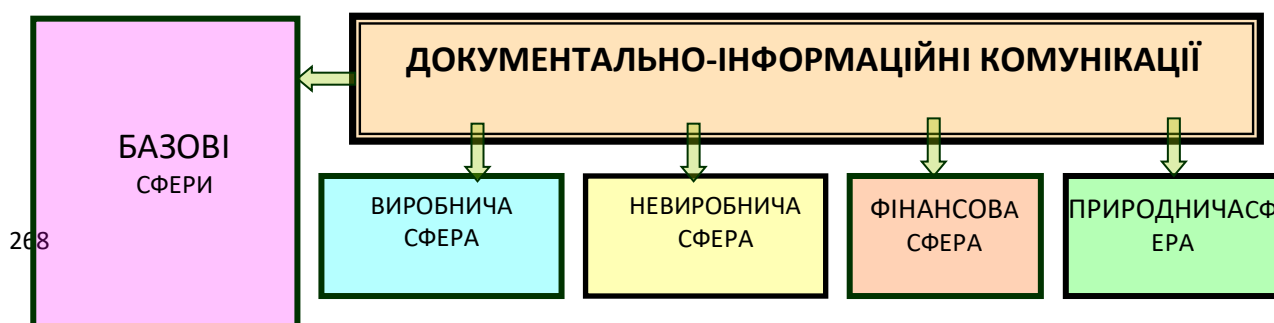 ДОКУМЕНТАЛЬНО-ІНФОРМАЦІЙНІ КОМУНІКАЦІЇ
БАЗОВІ
СФЕРИ
ВИРОБНИЧА
СФЕРА
НЕВИРОБНИЧА
СФЕРА
ФІНАНСОВА
СФЕРА
ПРИРОДНИЧАСФ
ЕРА
268